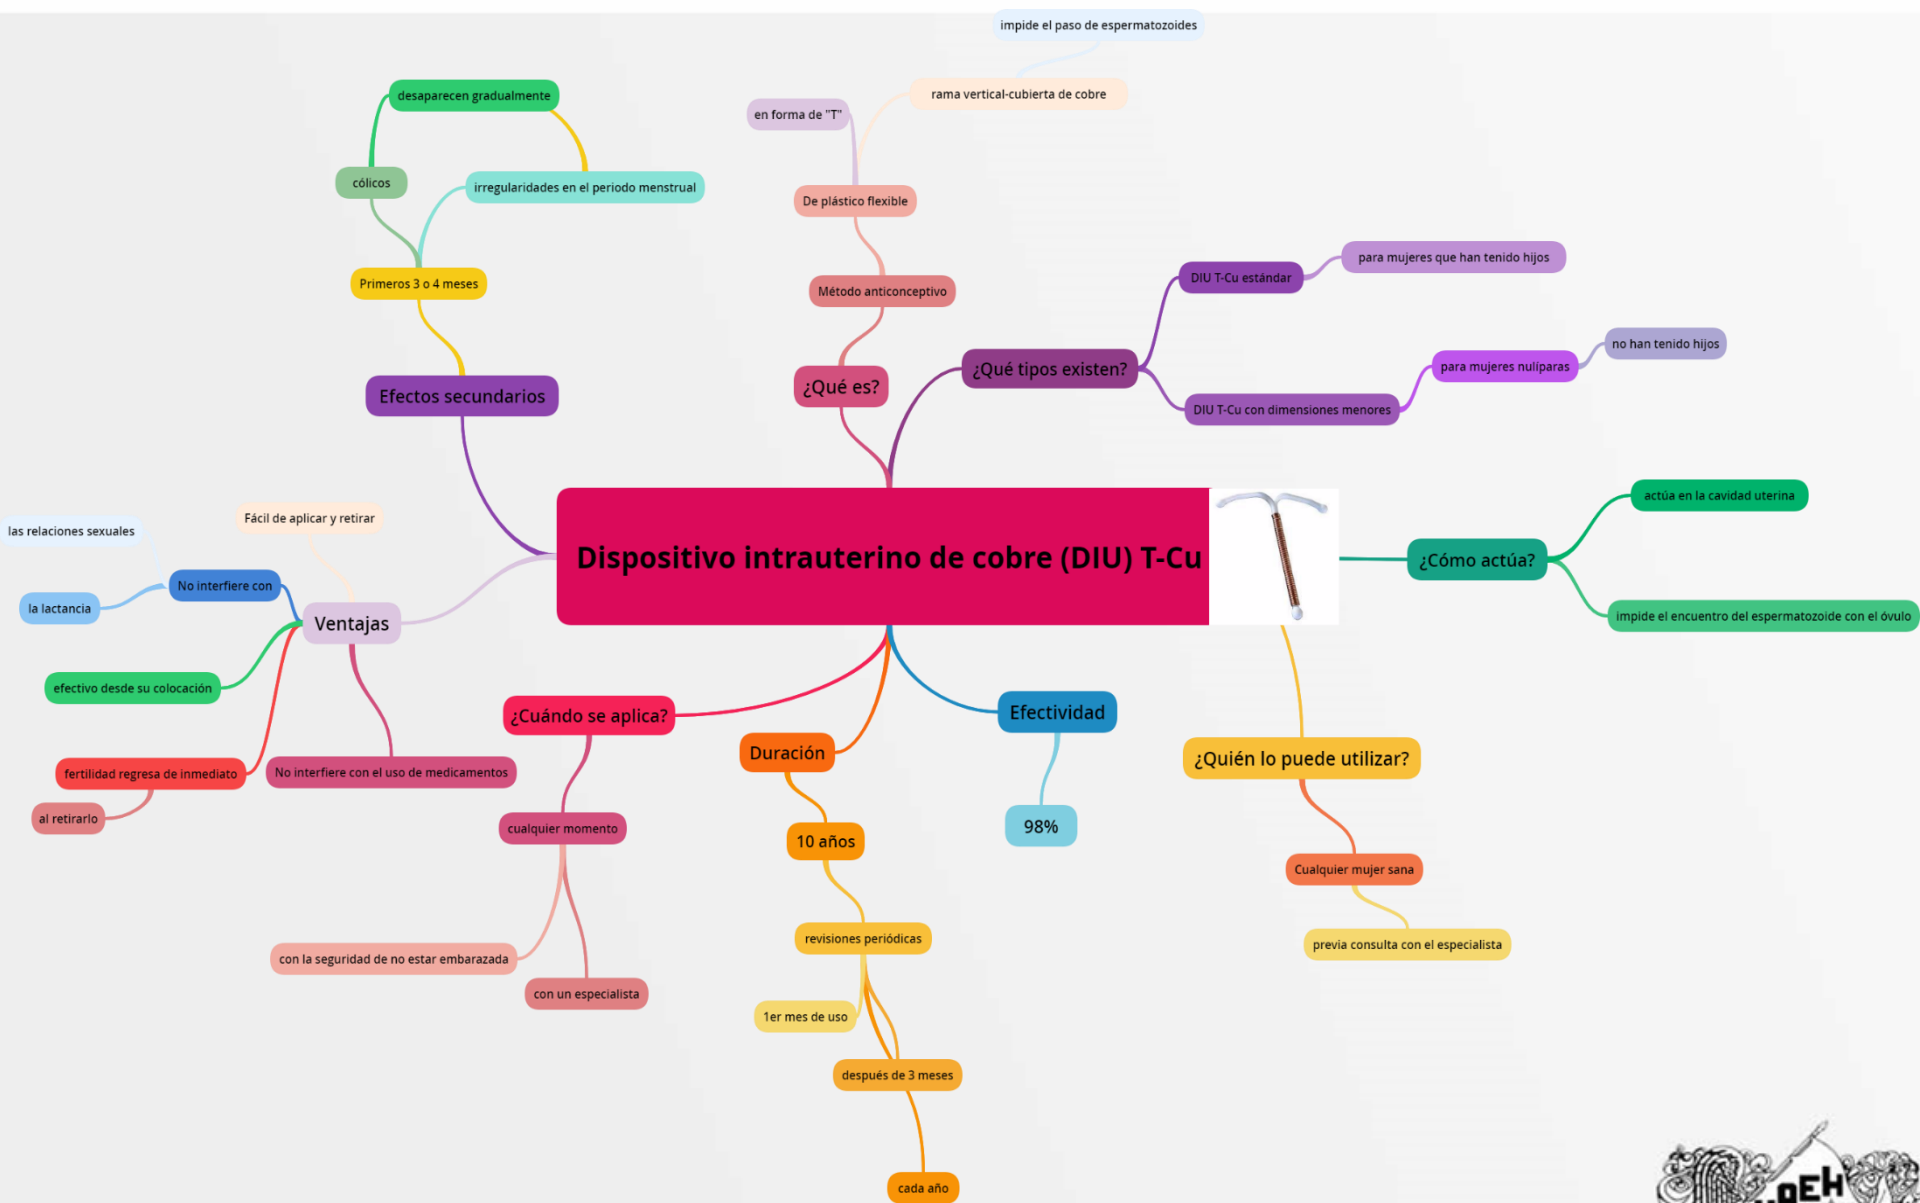 impide el paso de espermatozoides
rama vertical-cubierta de cobre
en forma de "T"
De plástico flexible
Método anticonceptivo
¿Qué es?
desaparecen gradualmente
cólicos
irregularidades en el periodo menstrual
Primeros 3 o 4 meses
Efectos secundarios
¿Qué tipos existen?
DIU T-Cu estándar
para mujeres que han tenido hijos
DIU T-Cu con dimensiones menores
para mujeres nulíparas
no han tenido hijos
Dispositivo intrauterino de cobre (DIU) T-Cu
¿Cómo actúa?
actúa en la cavidad uterina
impide el encuentro del espermatozoide con el óvulo
Fácil de aplicar y retirar
las relaciones sexuales
No interfiere con
la lactancia
Ventajas
efectivo desde su colocación
fertilidad regresa de inmediato
al retirarlo
No interfiere con el uso de medicamentos
¿Cuándo se aplica?
cualquier momento
con la seguridad de no estar embarazada
con un especialista
Duración
10 años
revisiones periódicas
1er mes de uso
después de 3 meses
cada año
Efectividad
98%
¿Quién lo puede utilizar?
Cualquier mujer sana
previa consulta con el especialista